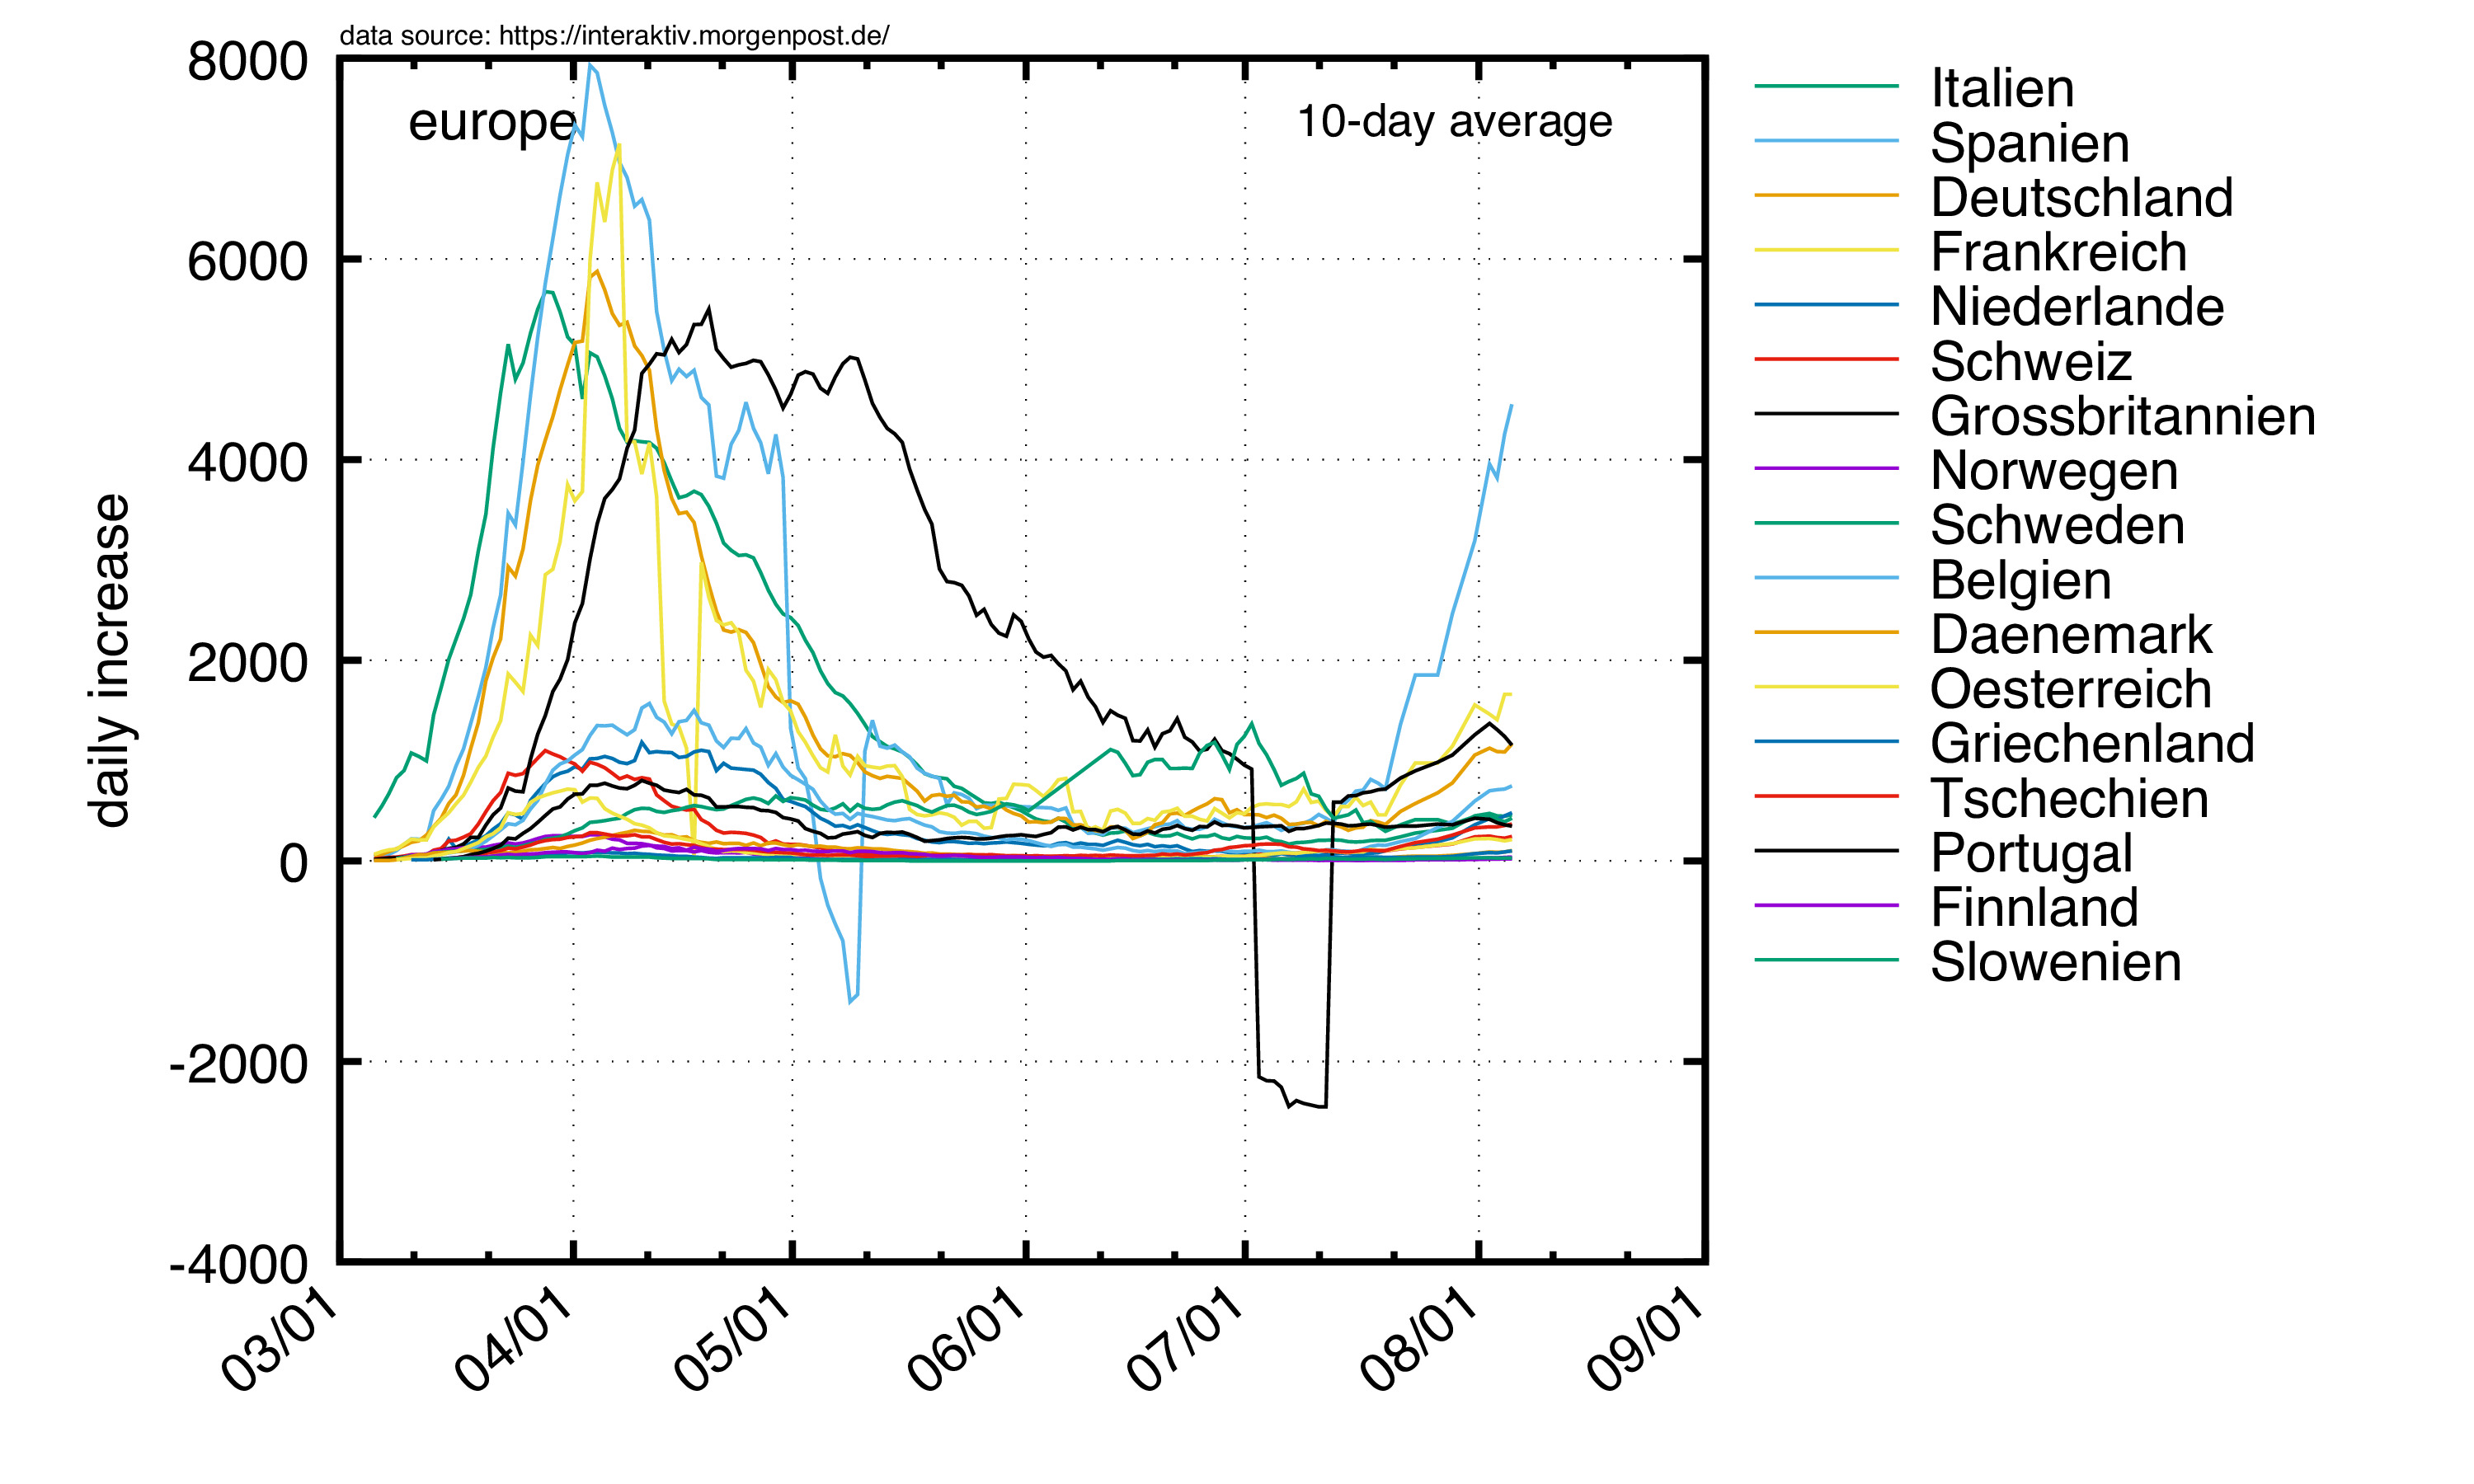 data source: https://interaktiv.morgenpost.de/
8000
6000
4000
2000
0
-2000
-4000
daily increase
europe
10-day average
03/01
04/01
05/01
06/01
07/01
08/01
09/01
Italien
Spanien
Deutschland
Frankreich
Niederlande
Schweiz
Grossbritannien
Norwegen
Schweden
Belgien
Daenemark
Oesterreich
Griechenland
Tschechien
Portugal
Finnland
Slowenien